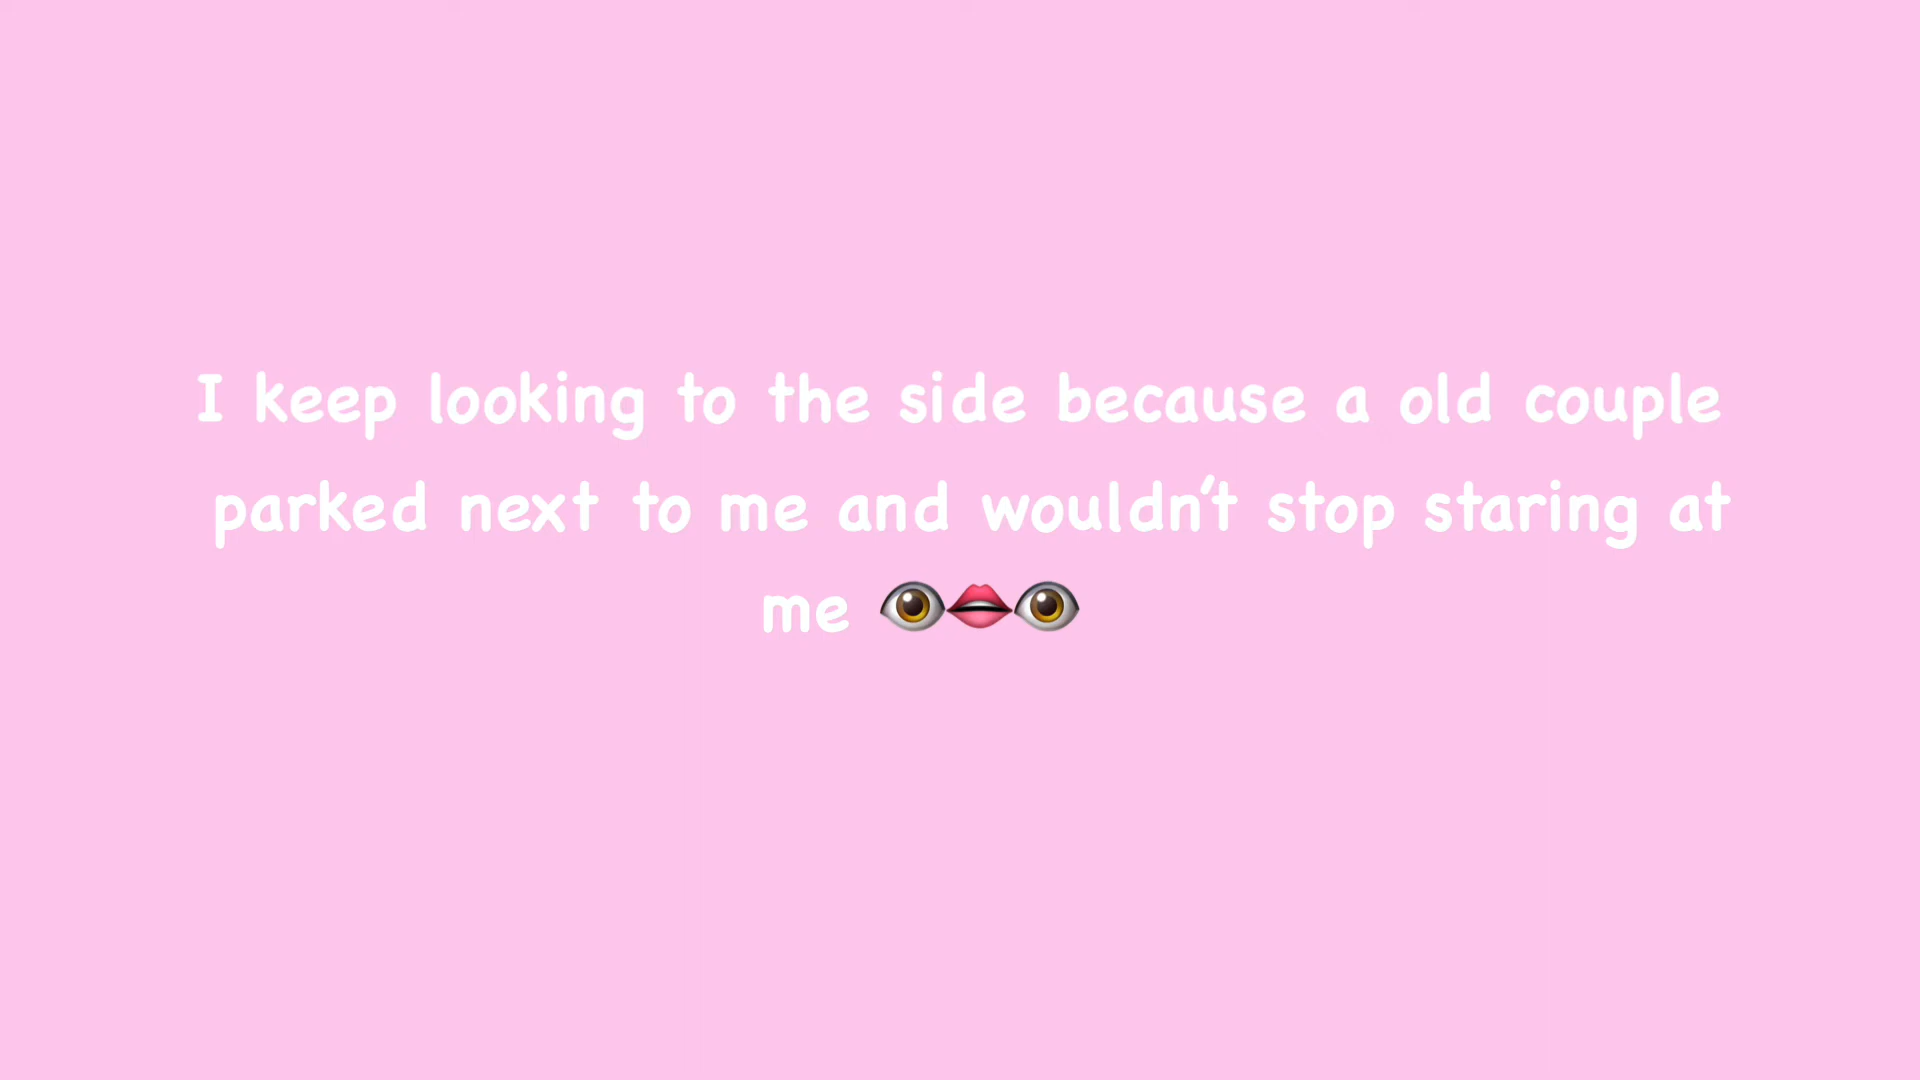 I keep looking to the side because a old couple
parked next to me and wouldn't stop staring at
me 👁👄👁